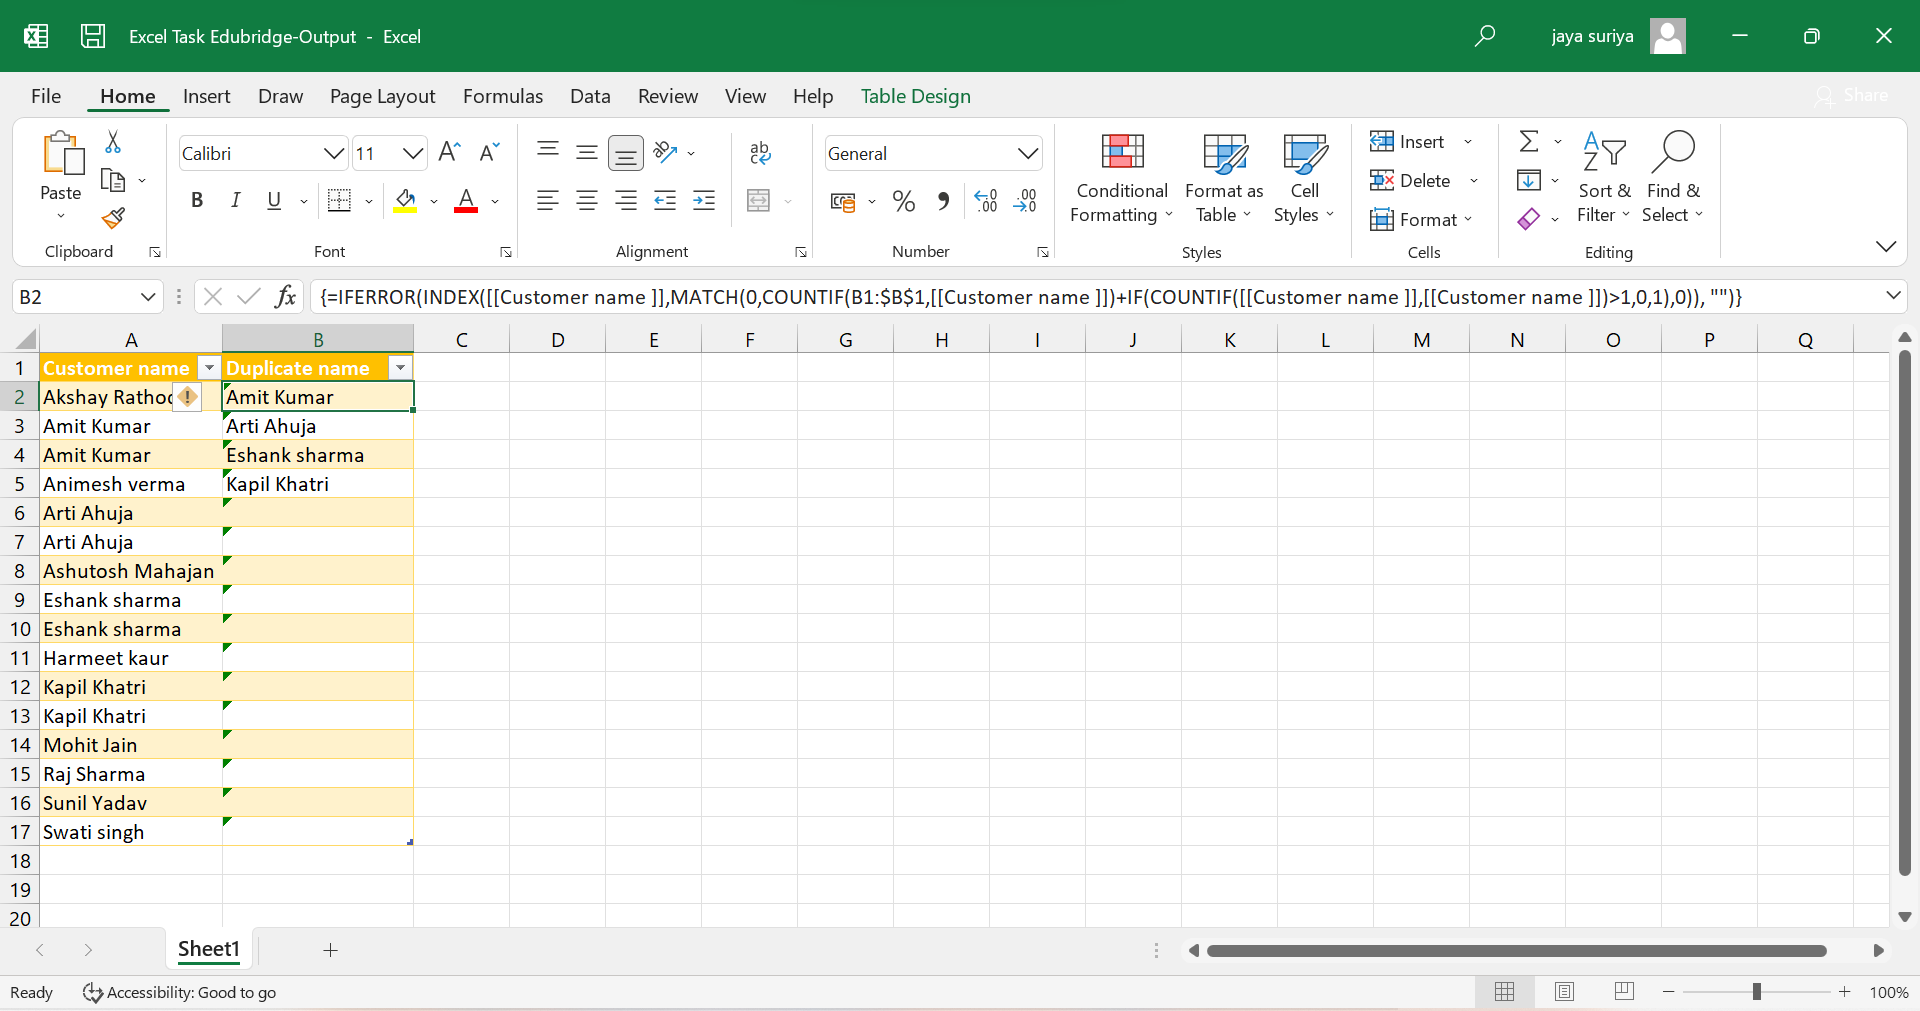 Excel Task Edubridge-Output - Excel jaya suriya
File Home Insert Draw Page Layout Formulas Data Review View Help Table Design Share
Paste
Clipboard
Calibri 11
A A
B I U A
Font
ab
Alignment
General
% .00 .00
Number
Conditional Formatting
Format as Table
Cell Styles
Styles
Insert
Delete
Format
Cells
Sort & Filter
Find & Select
Editing
B2 fx {=IFERROR(INDEX([[Customer name ]],MATCH(0,COUNTIF(B1:$B$1,[[Customer name ]])+IF(COUNTIF([[Customer name ]],[[Customer name ]])>1,0,1),0)), "")}
A B C D E F G H I J K L M N O P Q
1 Customer name Duplicate name
2 Akshay Rathod Amit Kumar
3 Amit Kumar Arti Ahuja
4 Amit Kumar Eshank sharma
5 Animesh verma Kapil Khatri
6 Arti Ahuja
7 Arti Ahuja
8 Ashutosh Mahajan
9 Eshank sharma
10 Eshank sharma
11 Harmeet kaur
12 Kapil Khatri
13 Kapil Khatri
14 Mohit Jain
15 Raj Sharma
16 Sunil Yadav
17 Swati singh
18
19
20
Sheet1
Ready Accessibility: Good to go 100%